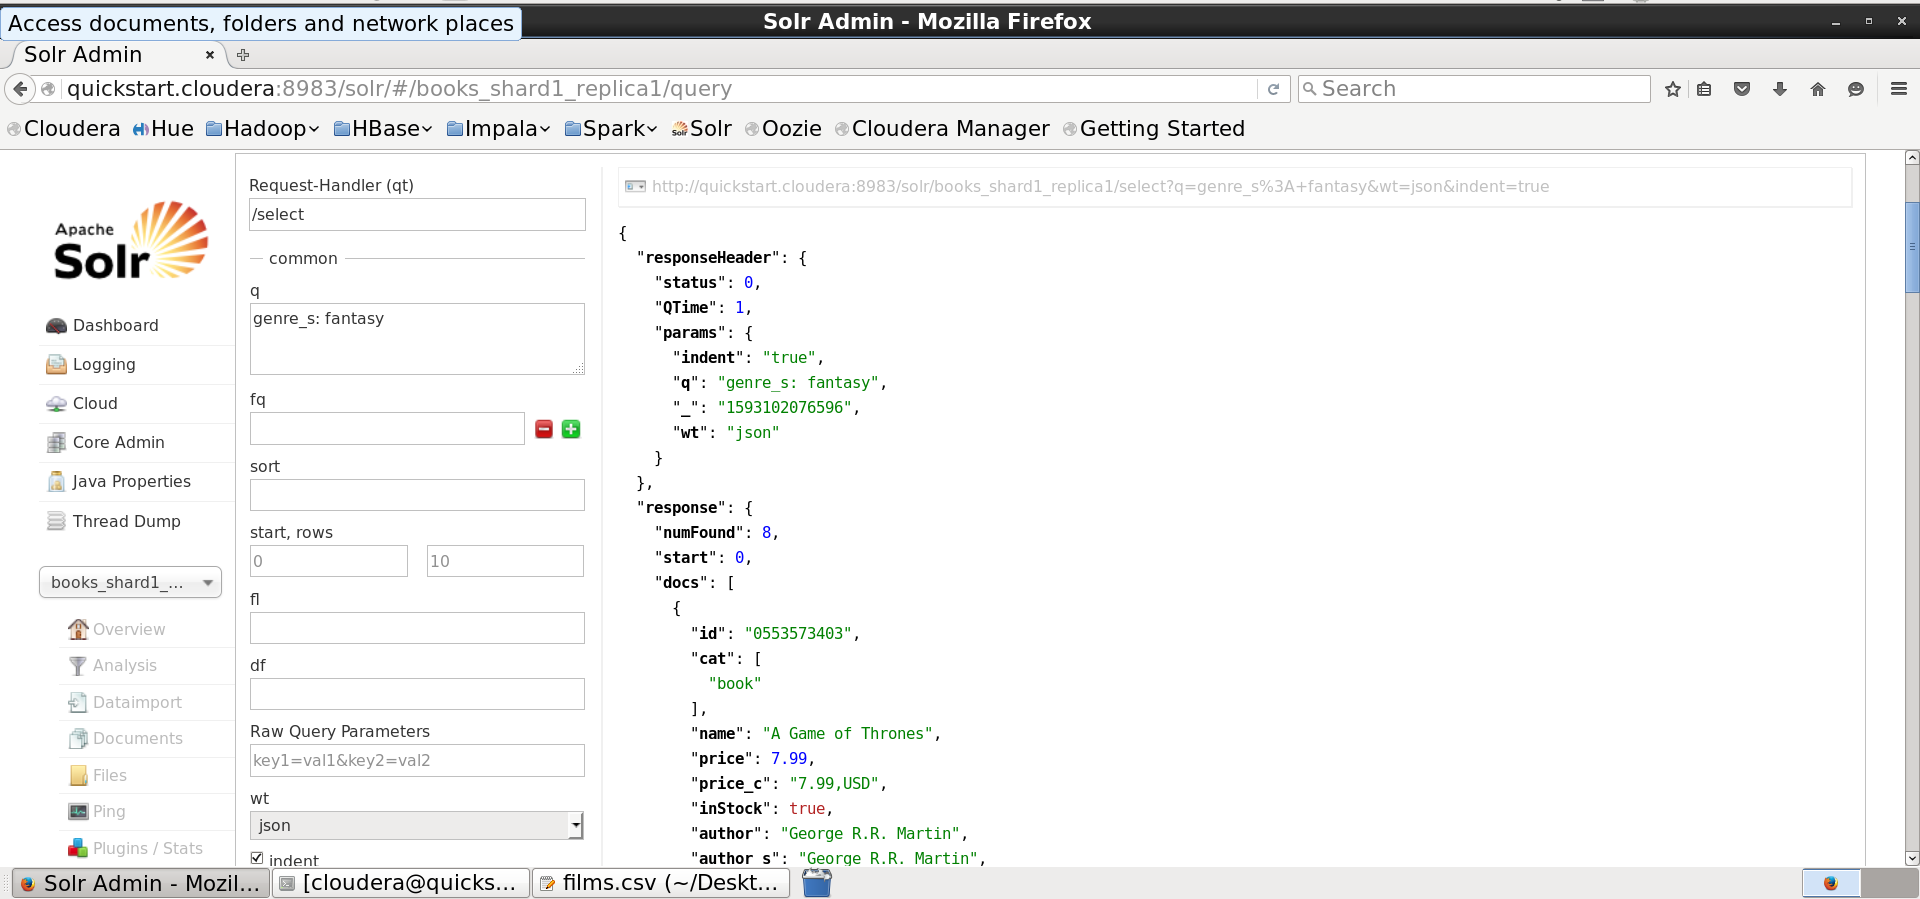 Access documents, folders and network places
Solr Admin - Mozilla Firefox
Solr Admin
quickstart.cloudera:8983/solr/#/books_shard1_replica1/query
Search
Cloudera Hue Hadoop HBase Impala Spark Solr Oozie Cloudera Manager Getting Started
Apache
Solr
Dashboard
Logging
Cloud
Core Admin
Java Properties
Thread Dump
books_shard1_...
Overview
Analysis
Dataimport
Documents
Files
Ping
Plugins / Stats
Request-Handler (qt)
/select
common
q
genre_s: fantasy
fq
sort
start, rows
0 10
fl
df
Raw Query Parameters
key1=val1&key2=val2
wt
json
indent
http://quickstart.cloudera:8983/solr/books_shard1_replica1/select?q=genre_s%3A+fantasy&wt=json&indent=true
{
"responseHeader": {
"status": 0,
"QTime": 1,
"params": {
"indent": "true",
"q": "genre_s: fantasy",
"_": "1593102076596",
"wt": "json"
}
},
"response": {
"numFound": 8,
"start": 0,
"docs": [
{
"id": "0553573403",
"cat": [
"book"
],
"name": "A Game of Thrones",
"price": 7.99,
"price_c": "7.99,USD",
"inStock": true,
"author": "George R.R. Martin",
"author_s": "George R.R. Martin",
Solr Admin - Mozil... [cloudera@quicks... films.csv (~/Deskt...